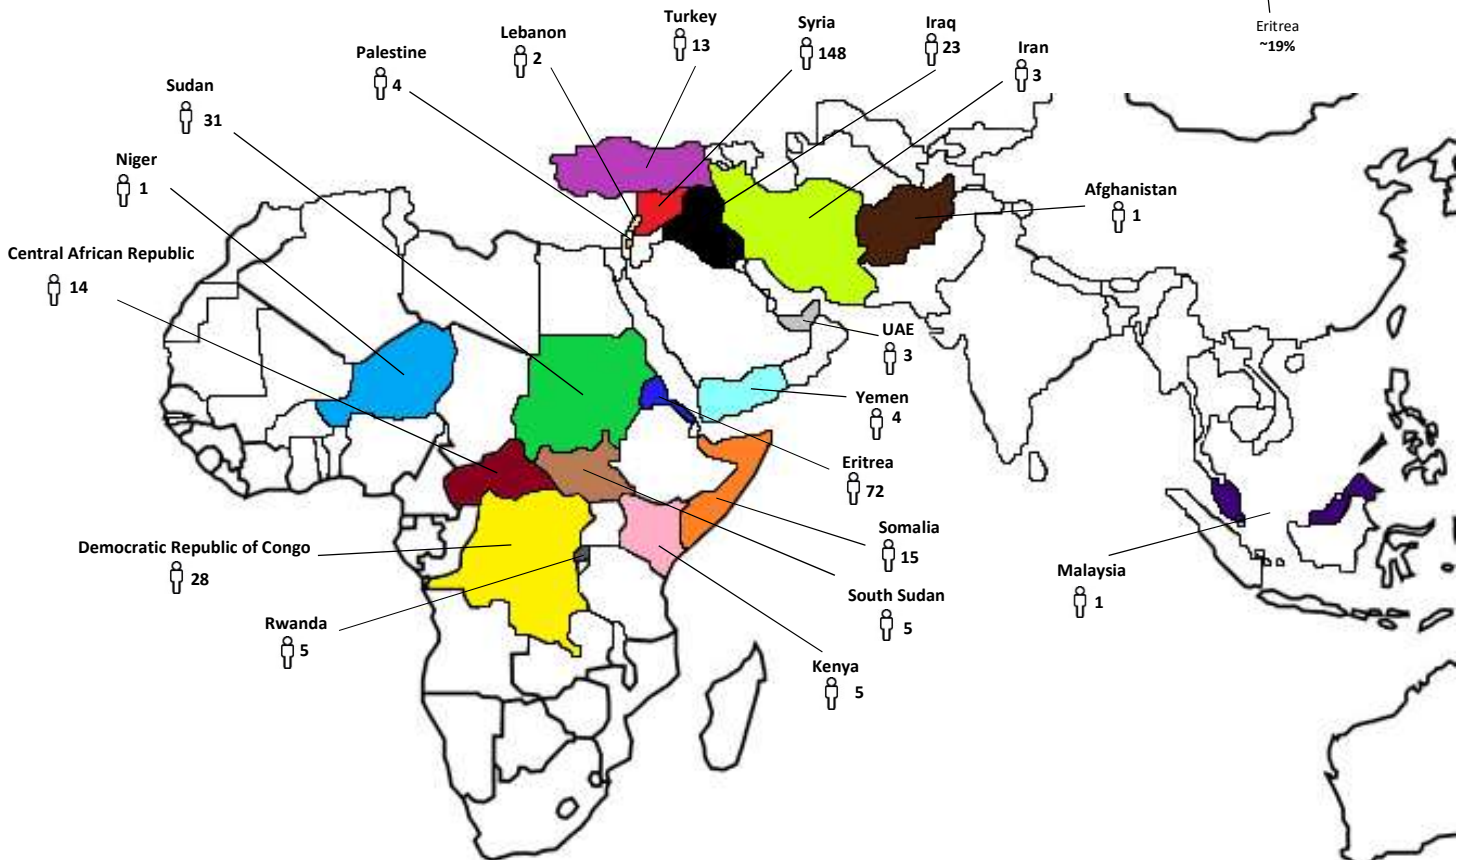 Eritrea
~19%
Turkey
13
Syria
148
Iraq
23
Lebanon
2
Iran
3
Palestine
4
Sudan
31
Niger
1
Afghanistan
1
Central African Republic
14
UAE
3
Yemen
4
Eritrea
72
Somalia
15
Democratic Republic of Congo
28
Malaysia
1
South Sudan
5
Rwanda
5
Kenya
5